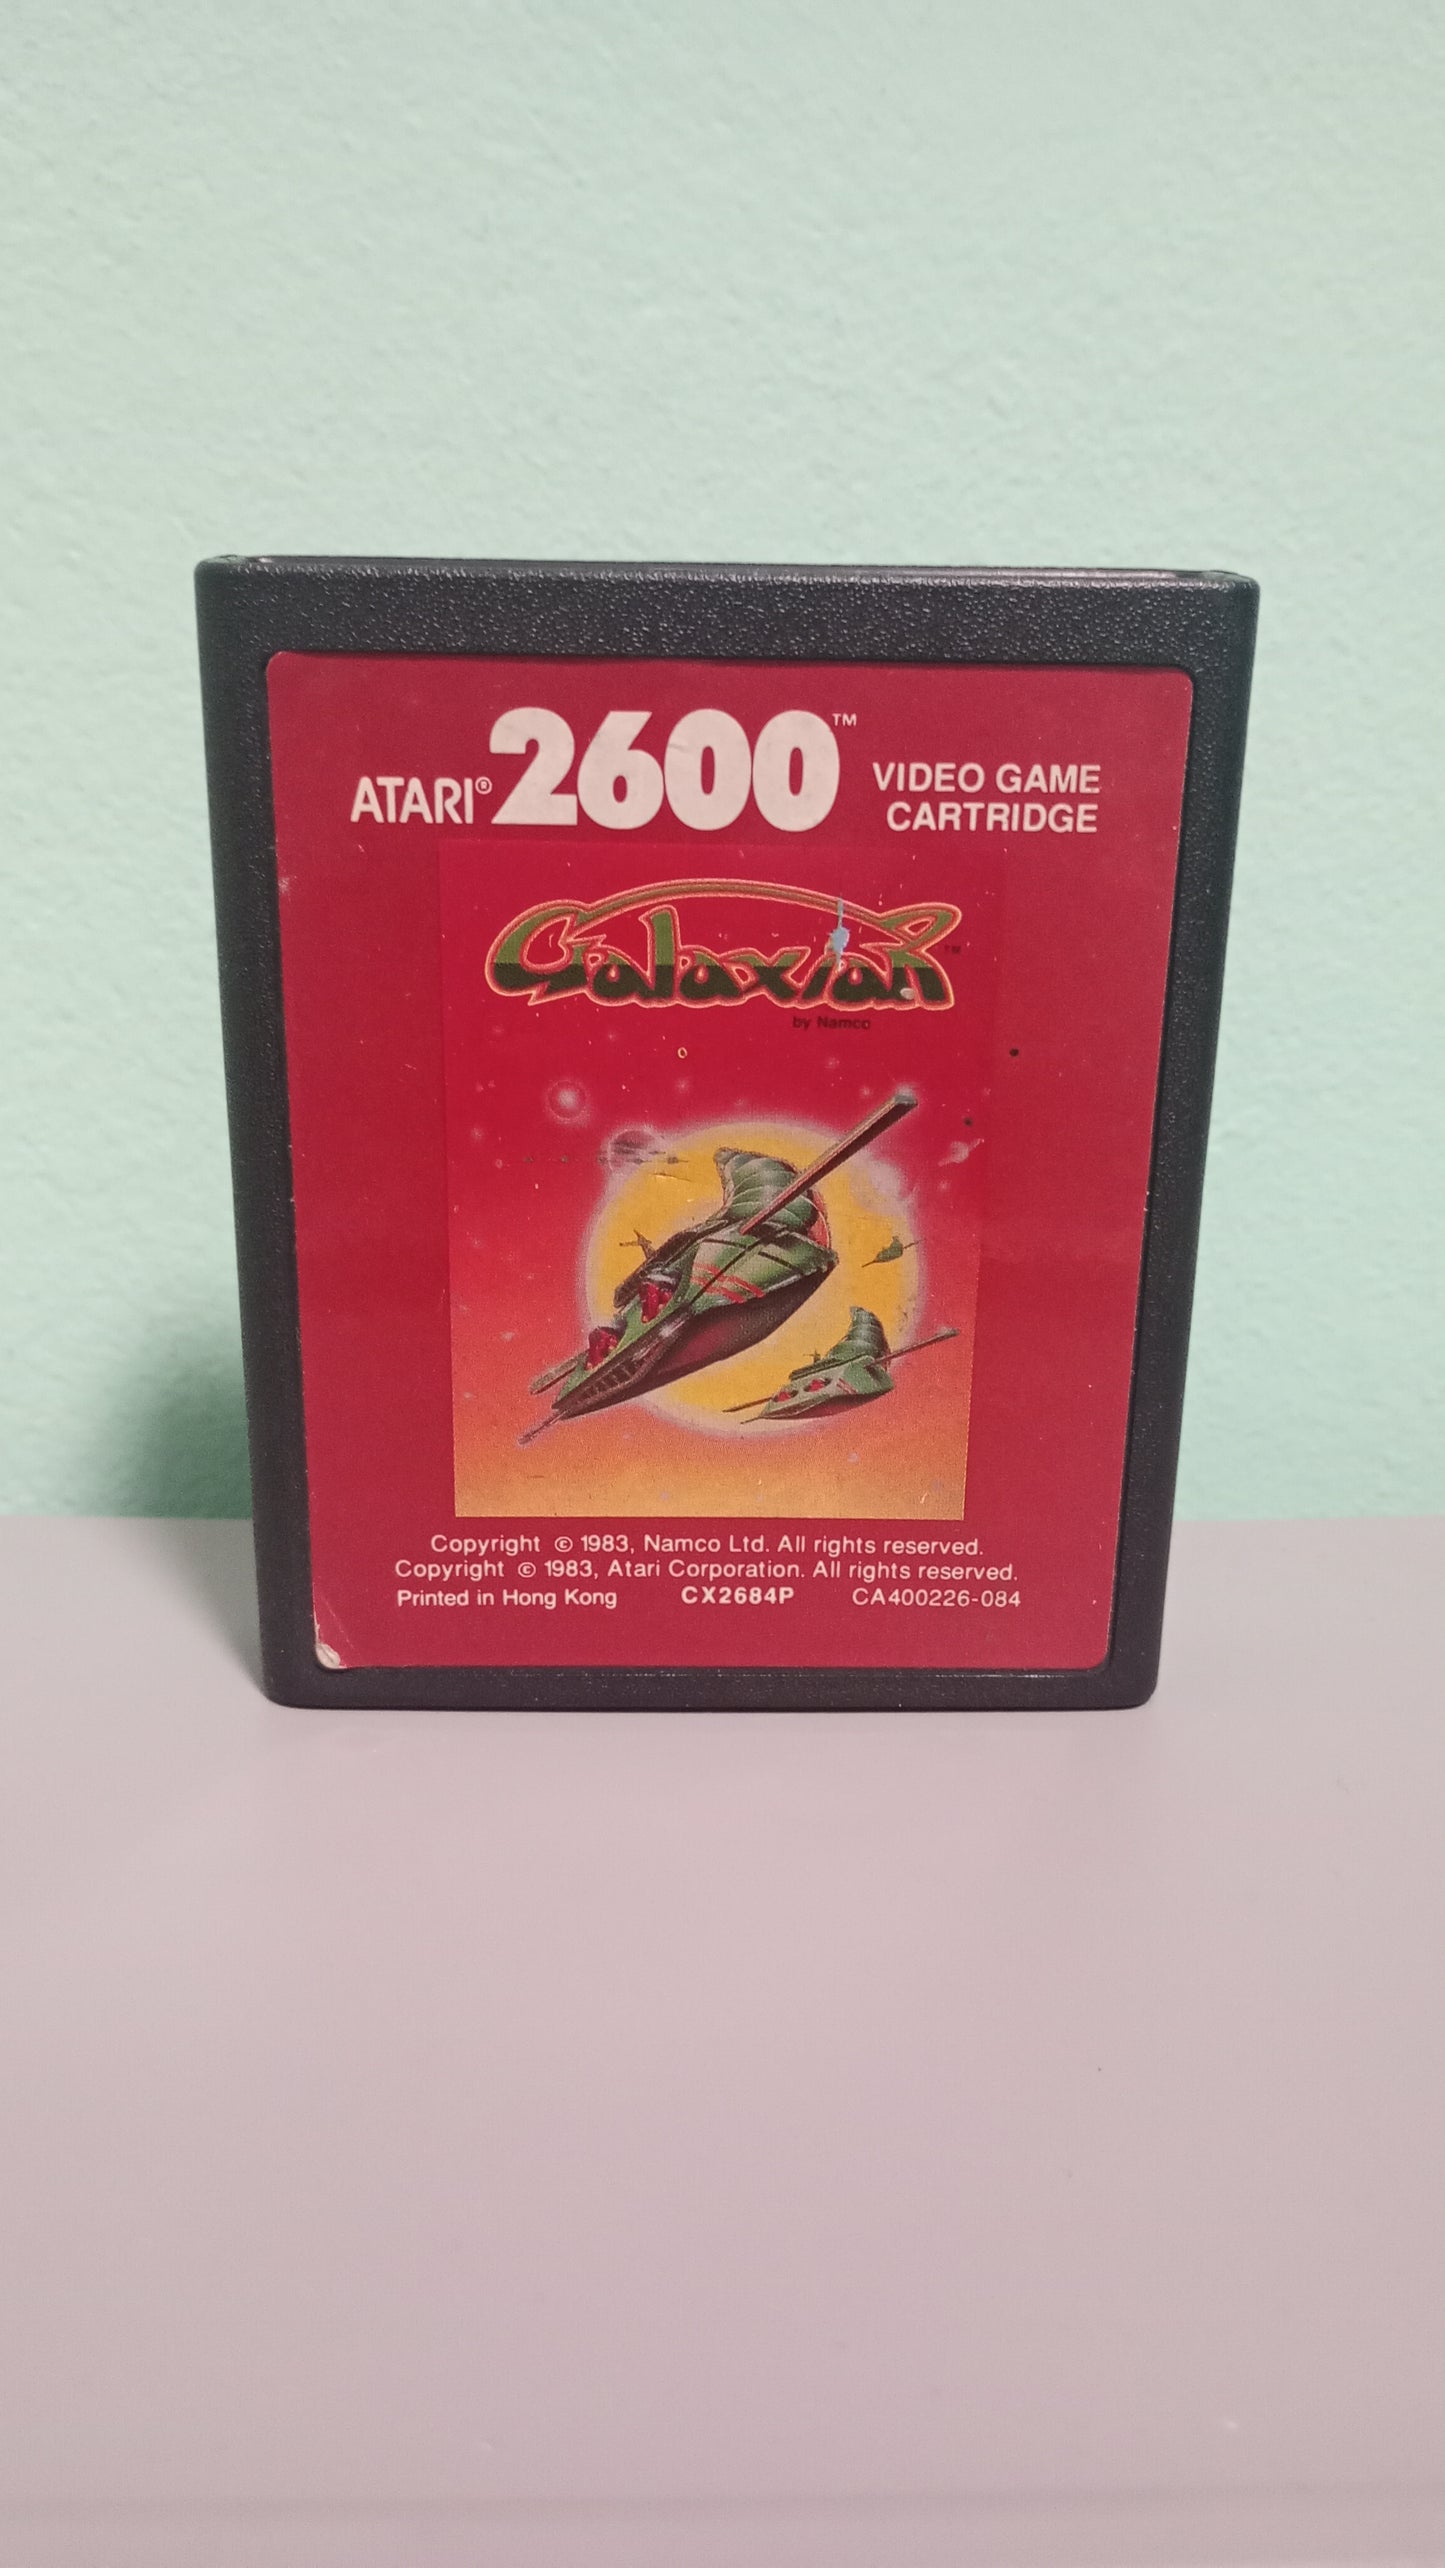 ATARI® 2600™ VIDEO GAME
CARTRIDGE
Galaxian™
by Namco
Copyright © 1983, Namco Ltd. All rights reserved.
Copyright © 1983, Atari Corporation. All rights reserved.
Printed in Hong Kong CX2684P CA400226-084